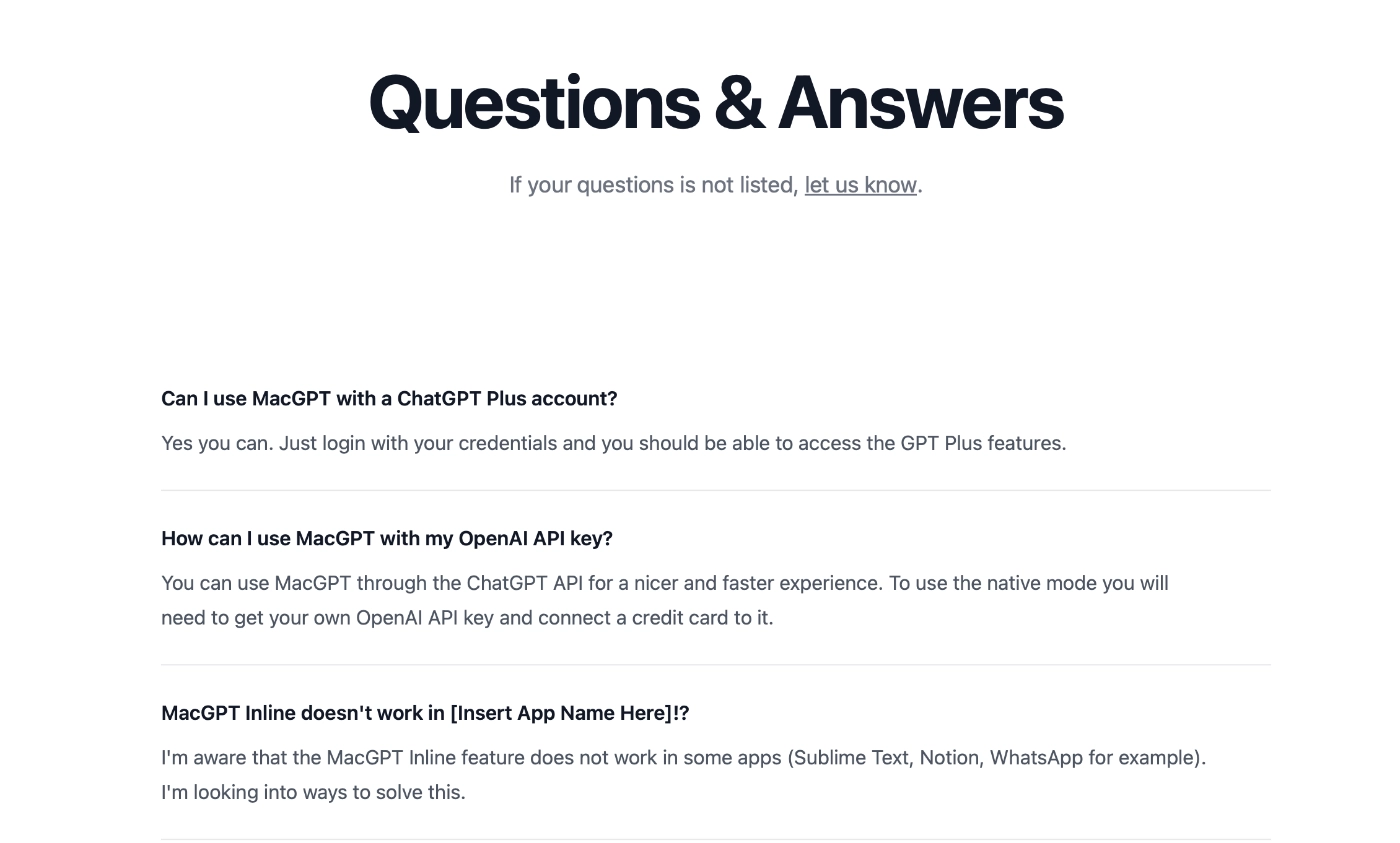 Questions & Answers
If your questions is not listed, let us know.
Can I use MacGPT with a ChatGPT Plus account?
Yes you can. Just login with your credentials and you should be able to access the GPT Plus features.
How can I use MacGPT with my OpenAI API key?
You can use MacGPT through the ChatGPT API for a nicer and faster experience. To use the native mode you will
need to get your own OpenAI API key and connect a credit card to it.
MacGPT Inline doesn't work in [Insert App Name Here]!?
I'm aware that the MacGPT Inline feature does not work in some apps (Sublime Text, Notion, WhatsApp for example).
I'm looking into ways to solve this.